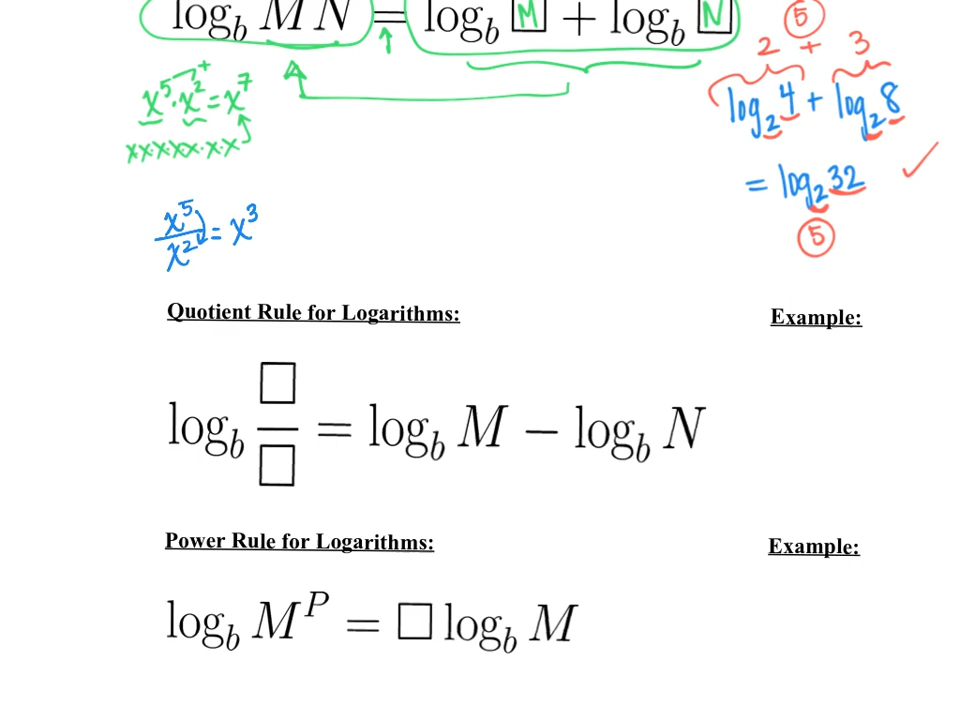 log_b MN = log_b M + log_b N
5
2 + 3
x^5 · x^2 = x^7
+
x·x·x·x·x·x·x
log_2 4 + log_2 8
= log_2 32
5
x^5/x^2 = x^3
Quotient Rule for Logarithms:
Example:
log_b □/□ = log_b M − log_b N
Power Rule for Logarithms:
Example:
log_b M^P = □ log_b M